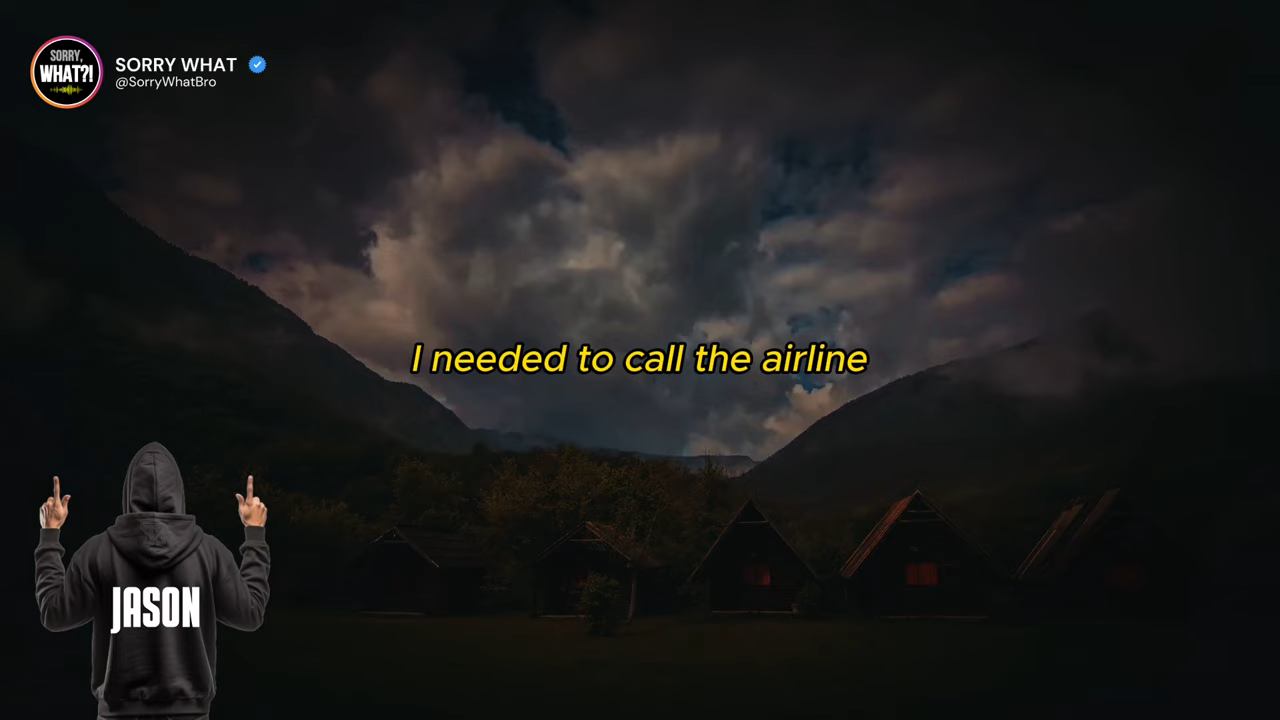 SORRY,
WHAT?!
SORRY WHAT
@SorryWhatBro
I needed to call the airline
JASON